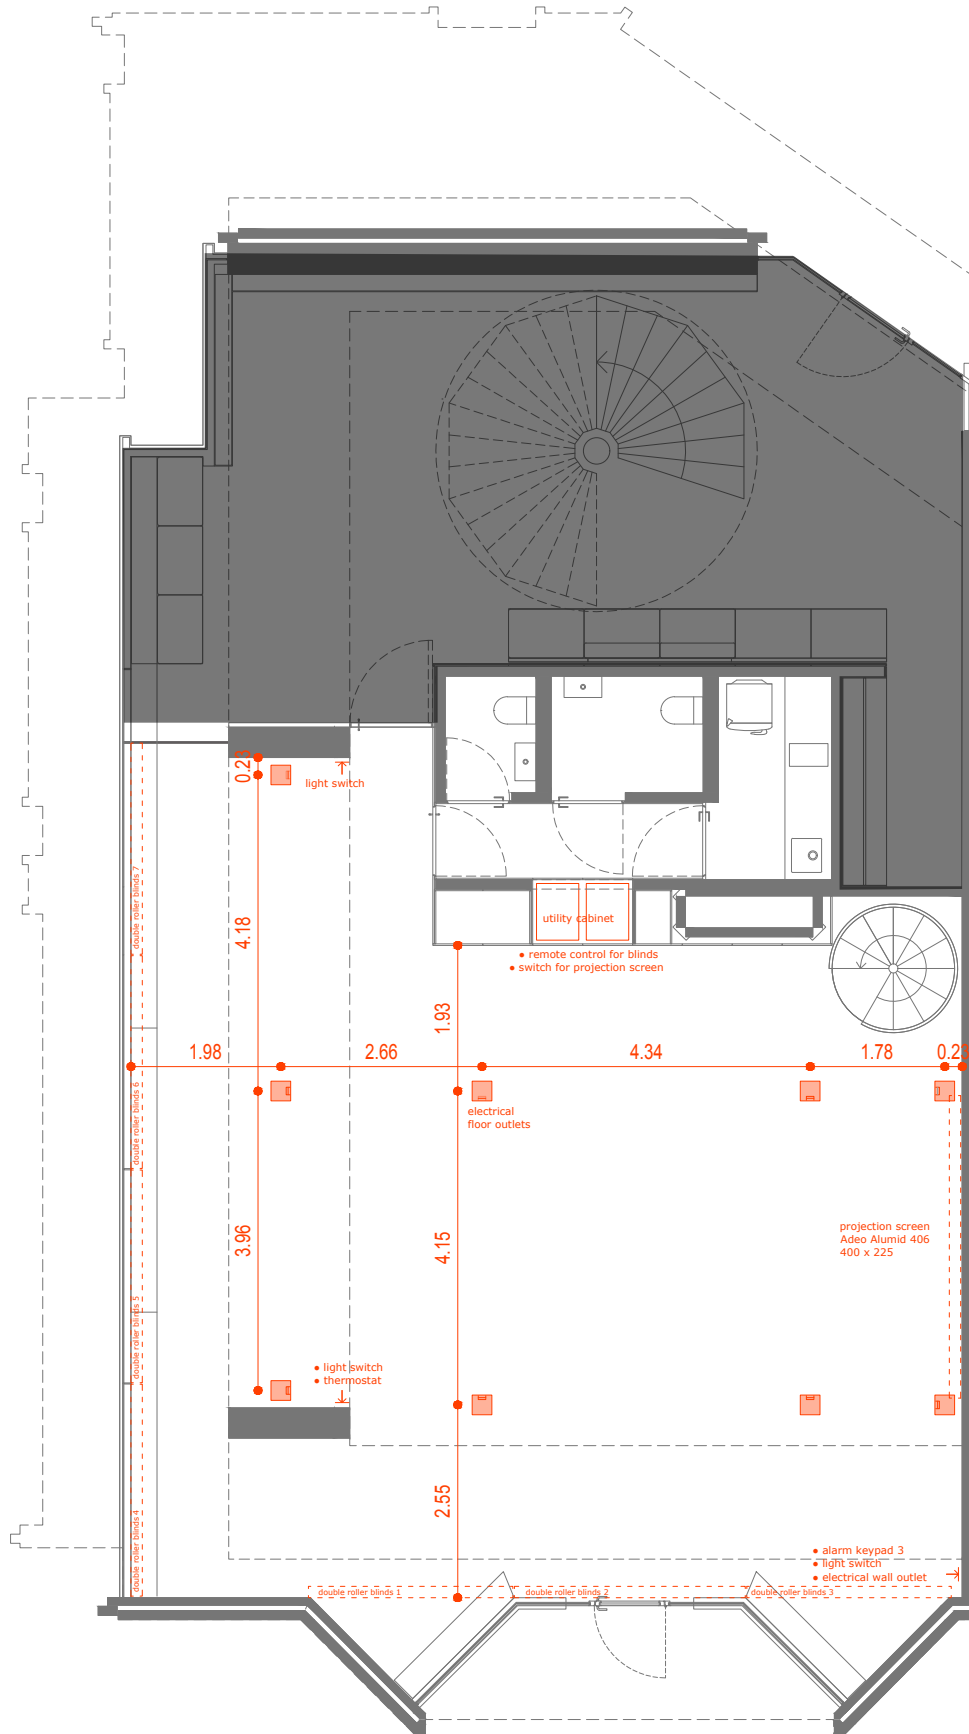 0.23
light switch
double roller blinds 7
4.18
utility cabinet
• remote control for blinds
• switch for projection screen
1.93
1.98
2.66
4.34
1.78
0.23
double roller blinds 6
electrical
floor outlets
3.96
4.15
projection screen
Adeo Alumid 406
400 x 225
double roller blinds 5
• light switch
• thermostat
2.55
double roller blinds 4
• alarm keypad 3
• light switch
• electrical wall outlet
double roller blinds 1
double roller blinds 2
double roller blinds 3